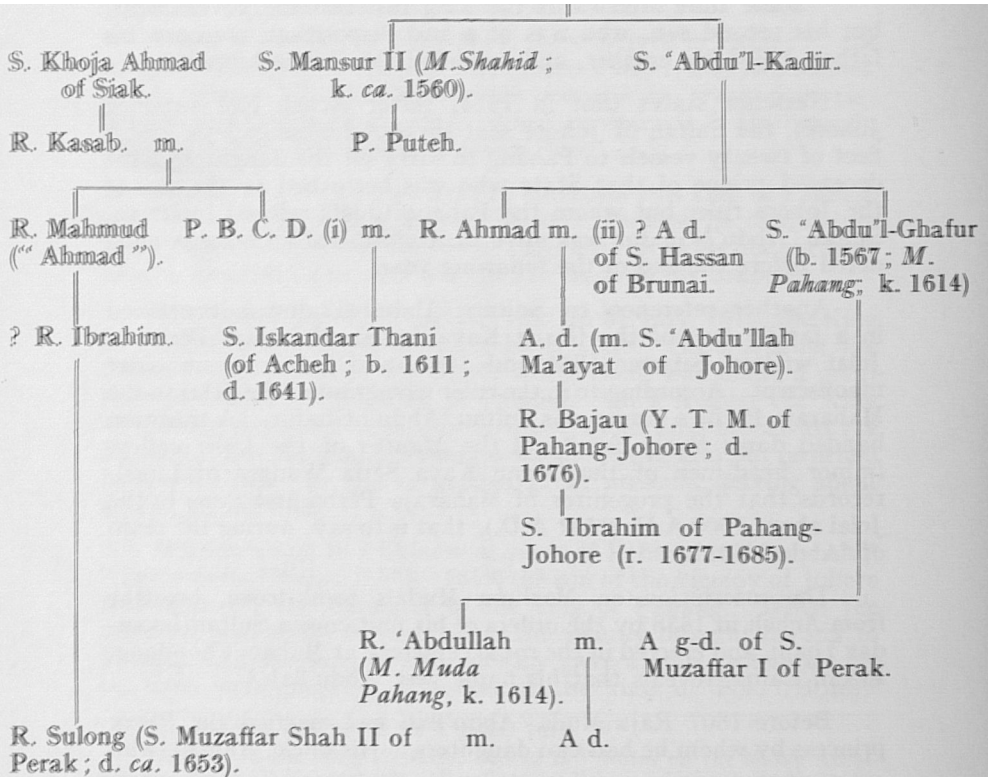 S. Khoja Ahmad
of Siak.
S. Mansur II (M.Shahid ;
k. ca. 1560).
S. ‘Abdu'l-Kadir.
R. Kasab. m.
P. Puteh.
R. Mahmud
(“ Ahmad ”).
P. B. C. D. (i) m.
R. Ahmad m. (ii) ? A d.
of S. Hassan
of Brunai.
S. ‘Abdu'l-Ghafur
(b. 1567 ; M.
Pahang; k. 1614)
? R. Ibrahim.
S. Iskandar Thani
(of Acheh ; b. 1611 ;
d. 1641).
A. d. (m. S. ‘Abdu'llah
Ma'ayat of Johore).
R. Bajau (Y. T. M. of
Pahang-Johore ; d.
1676).
S. Ibrahim of Pahang-
Johore (r. 1677-1685).
R. ‘Abdullah
(M. Muda
Pahang, k. 1614).
m.
A g-d. of S.
Muzaffar I of Perak.
R. Sulong (S. Muzaffar Shah II of
Perak ; d. ca. 1653).
m.
A d.